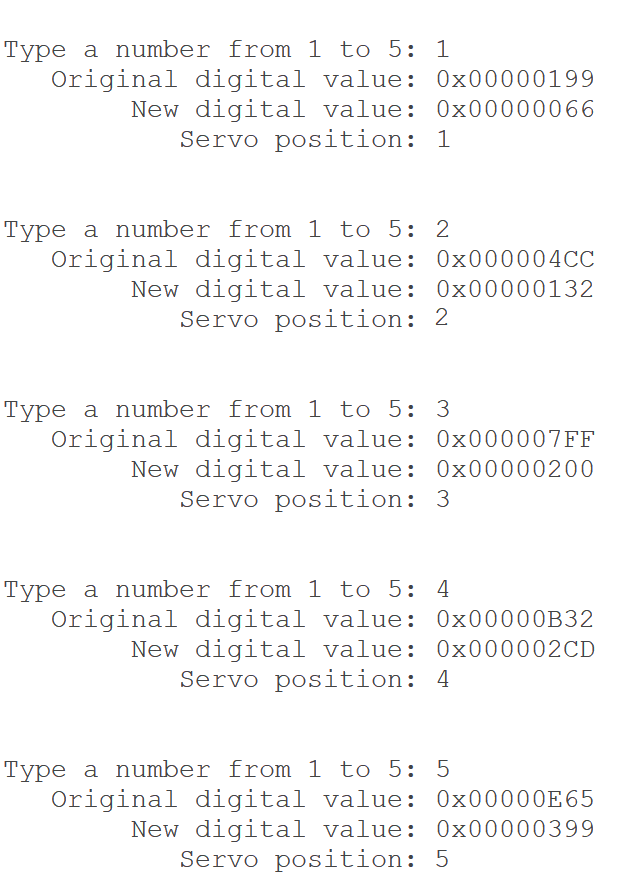 Type a number from 1 to 5: 1
Original digital value: 0x00000199
New digital value: 0x00000066
Servo position: 1
Type a number from 1 to 5: 2
Original digital value: 0x000004CC
New digital value: 0x00000132
Servo position: 2
Type a number from 1 to 5: 3
Original digital value: 0x000007FF
New digital value: 0x00000200
Servo position: 3
Type a number from 1 to 5: 4
Original digital value: 0x00000B32
New digital value: 0x000002CD
Servo position: 4
Type a number from 1 to 5: 5
Original digital value: 0x00000E65
New digital value: 0x00000399
Servo position: 5